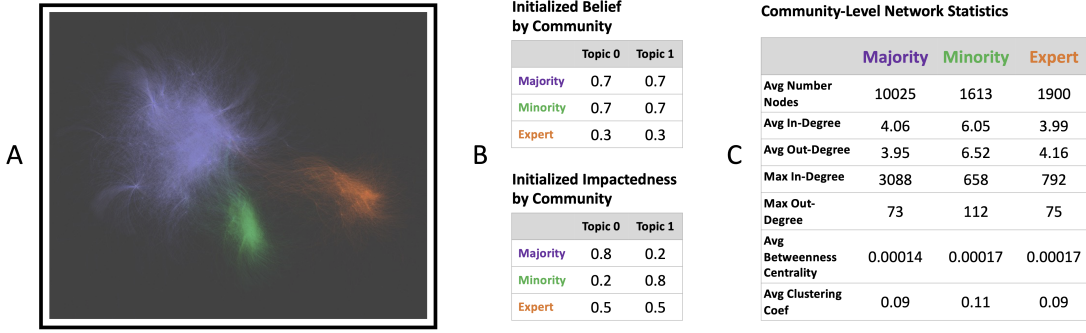 A
B
Initialized Belief
by Community
Topic 0 Topic 1
Majority 0.7 0.7
Minority 0.7 0.7
Expert 0.3 0.3
Initialized Impactedness
by Community
Topic 0 Topic 1
Majority 0.8 0.2
Minority 0.2 0.8
Expert 0.5 0.5
C
Community-Level Network Statistics
Majority Minority Expert
Avg Number
Nodes 10025 1613 1900
Avg In-Degree 4.06 6.05 3.99
Avg Out-Degree 3.95 6.52 4.16
Max In-Degree 3088 658 792
Max Out-
Degree 73 112 75
Avg
Betweenness
Centrality 0.00014 0.00017 0.00017
Avg Clustering
Coef 0.09 0.11 0.09